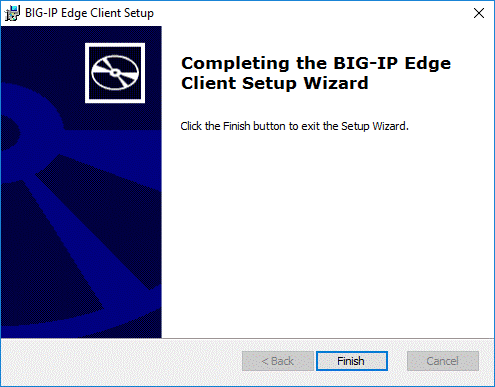 BIG-IP Edge Client Setup
Completing the BIG-IP Edge
Client Setup Wizard
Click the Finish button to exit the Setup Wizard.
< Back
Finish
Cancel